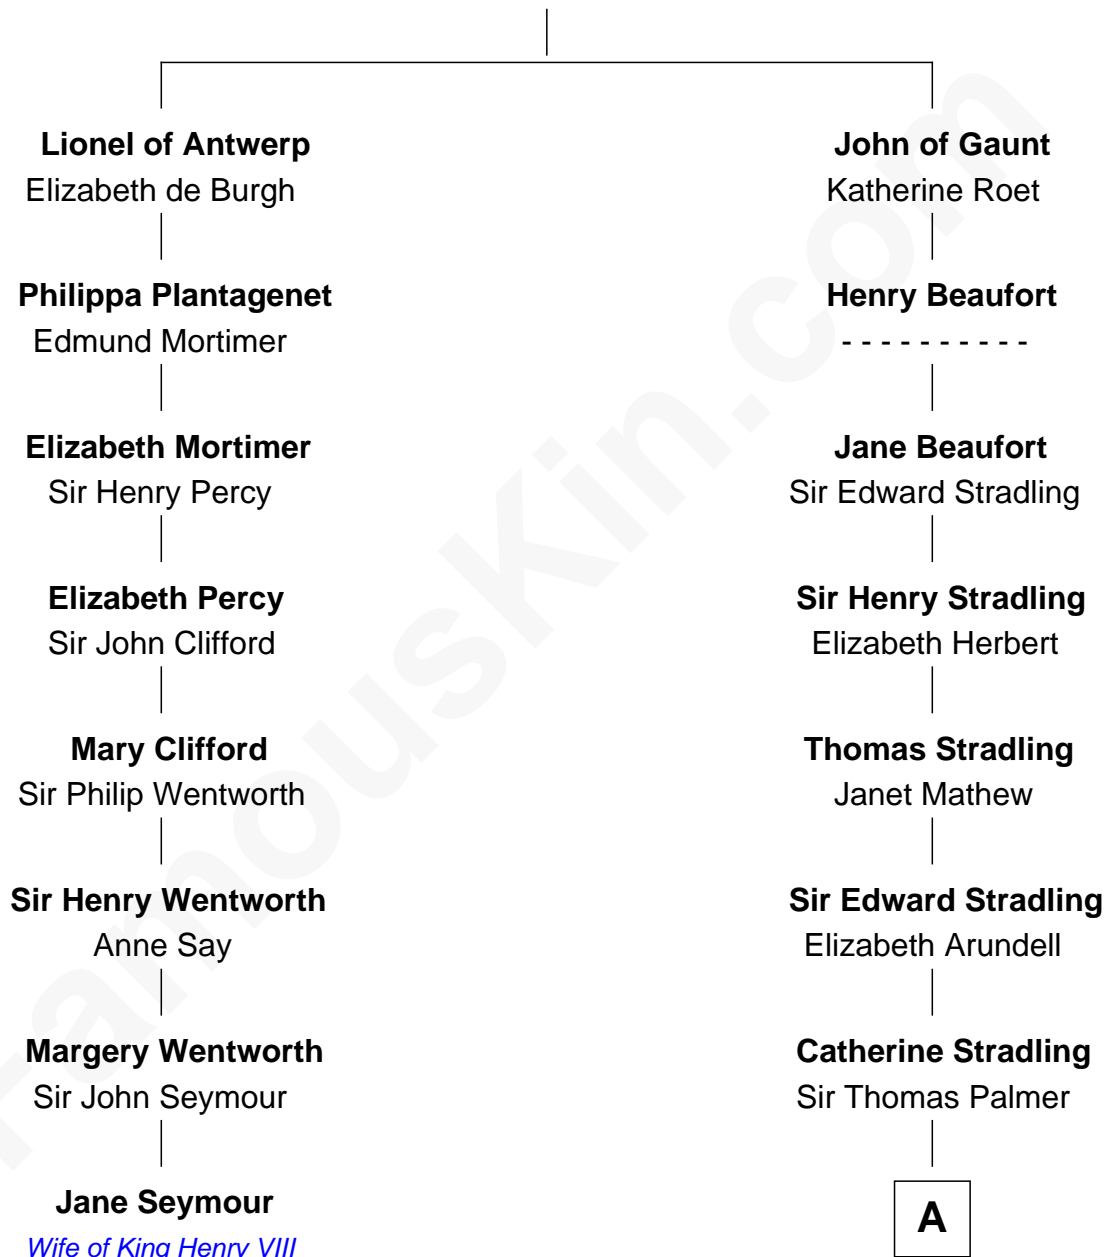 Lionel of Antwerp
Elizabeth de Burgh
Philippa Plantagenet
Edmund Mortimer
Elizabeth Mortimer
Sir Henry Percy
Elizabeth Percy
Sir John Clifford
Mary Clifford
Sir Philip Wentworth
Sir Henry Wentworth
Anne Say
Margery Wentworth
Sir John Seymour
Jane Seymour
Wife of King Henry VIII
John of Gaunt
Katherine Roet
Henry Beaufort
- - - - - - - - - -
Jane Beaufort
Sir Edward Stradling
Sir Henry Stradling
Elizabeth Herbert
Thomas Stradling
Janet Mathew
Sir Edward Stradling
Elizabeth Arundell
Catherine Stradling
Sir Thomas Palmer
A
FamousKin.com